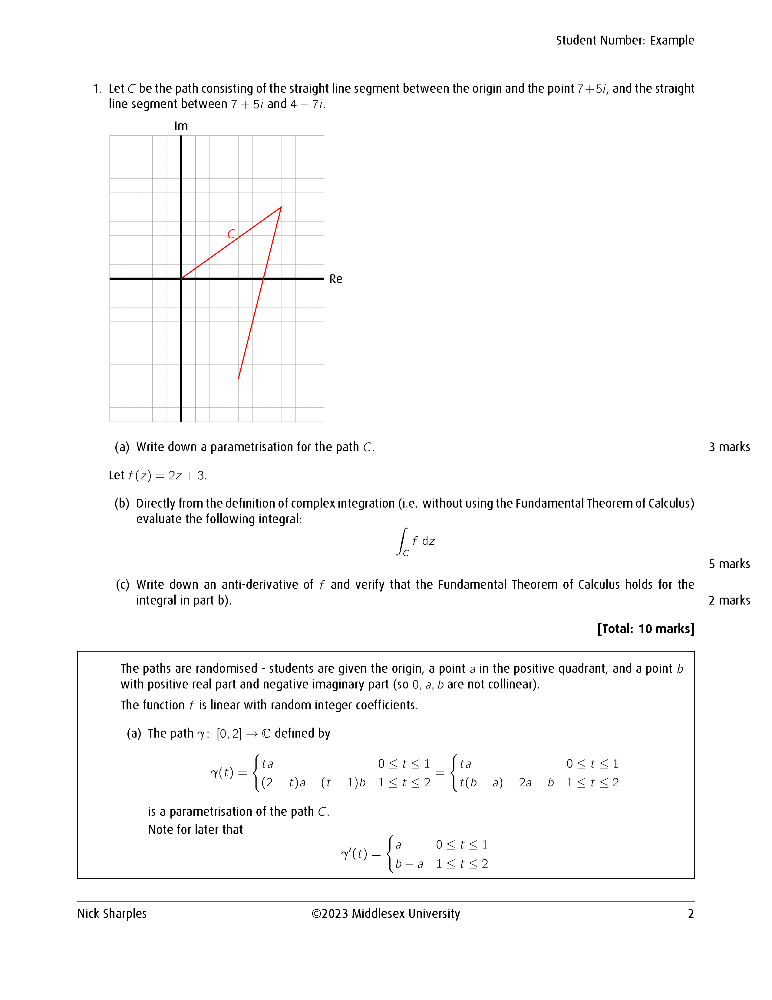 Student Number: Example
1. Let C be the path consisting of the straight line segment between the origin and the point 7+5i, and the straight
line segment between 7 + 5i and 4 − 7i.
Im
C
Re
(a) Write down a parametrisation for the path C. 3 marks
Let f(z) = 2z + 3.
(b) Directly from the definition of complex integration (i.e. without using the Fundamental Theorem of Calculus)
evaluate the following integral:
∫_C f dz
5 marks
(c) Write down an anti-derivative of f and verify that the Fundamental Theorem of Calculus holds for the
integral in part b). 2 marks
[Total: 10 marks]
The paths are randomised - students are given the origin, a point a in the positive quadrant, and a point b
with positive real part and negative imaginary part (so 0, a, b are not collinear).
The function f is linear with random integer coefficients.
(a) The path γ: [0, 2] → ℂ defined by
γ(t) = { ta 0 ≤ t ≤ 1 = { ta 0 ≤ t ≤ 1
(2 − t)a + (t − 1)b 1 ≤ t ≤ 2 t(b − a) + 2a − b 1 ≤ t ≤ 2
is a parametrisation of the path C.
Note for later that
γ′(t) = { a 0 ≤ t ≤ 1
b − a 1 ≤ t ≤ 2
Nick Sharples ©2023 Middlesex University 2